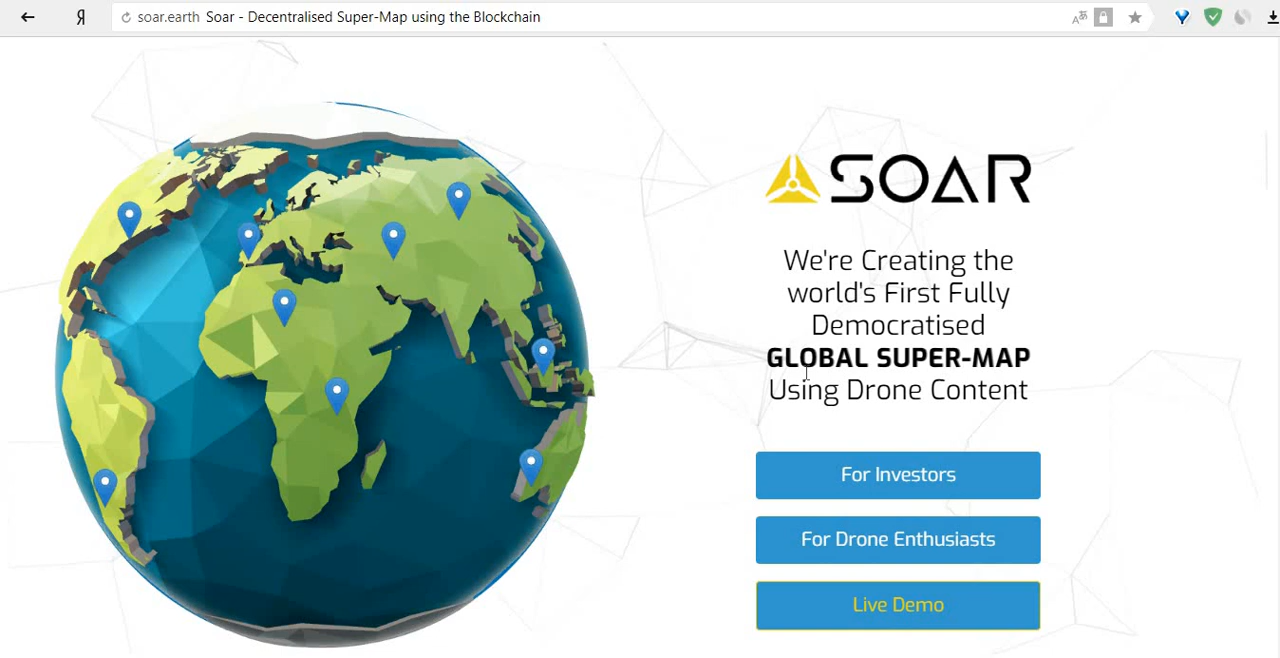 Я soar.earth Soar - Decentralised Super-Map using the Blockchain
SOAR
We're Creating the
world's First Fully
Democratised
GLOBAL SUPER-MAP
Using Drone Content
For Investors
For Drone Enthusiasts
Live Demo